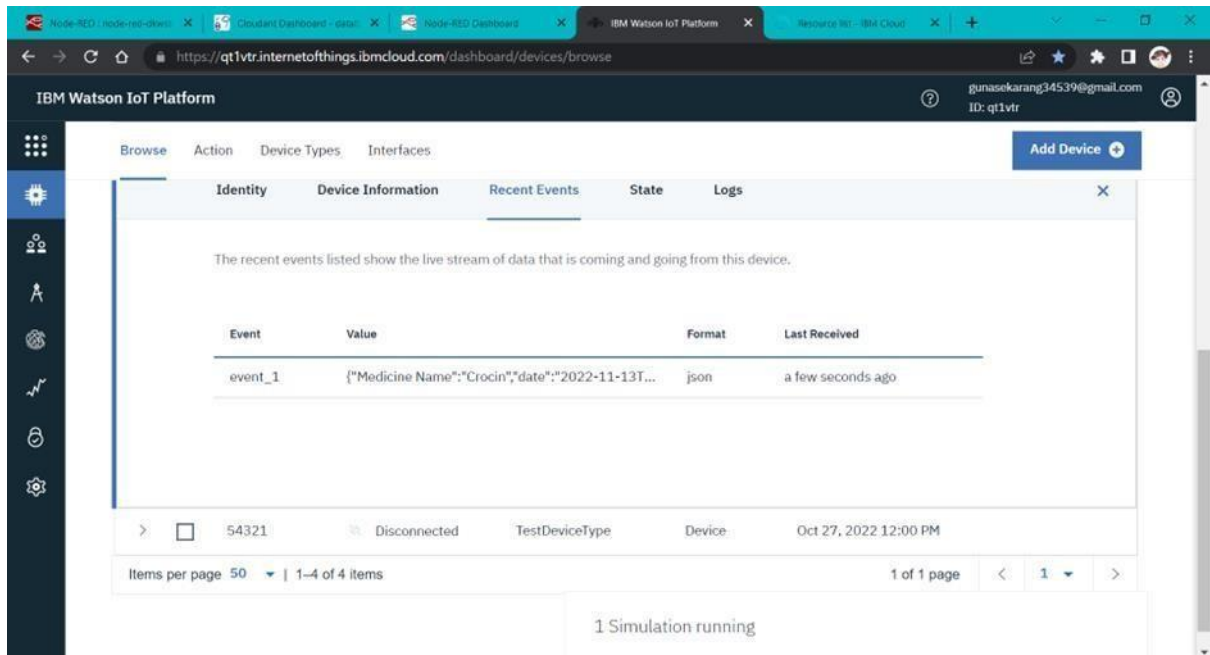 Node-RED : node-red-dkwsi
Cloudant Dashboard - datab
Node-RED Dashboard
IBM Watson IoT Platform
Resource list - IBM Cloud
https://qt1vtr.internetofthings.ibmcloud.com/dashboard/devices/browse
IBM Watson IoT Platform
gunasekarang34539@gmail.com
ID: qt1vtr
Browse Action Device Types Interfaces
Add Device
Identity Device Information Recent Events State Logs
The recent events listed show the live stream of data that is coming and going from this device.
Event Value Format Last Received
event_1 {"Medicine Name":"Crocin","date":"2022-11-13T... json a few seconds ago
54321 Disconnected TestDeviceType Device Oct 27, 2022 12:00 PM
Items per page 50 | 1–4 of 4 items 1 of 1 page 1
1 Simulation running